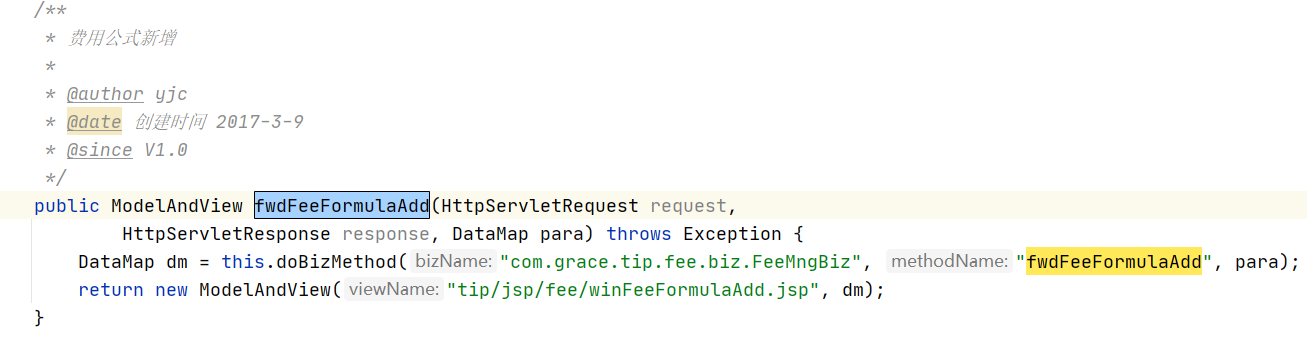 /**
 * 费用公式新增
 *
 * @author yjc
 * @date 创建时间 2017-3-9
 * @since V1.0
 */
public ModelAndView fwdFeeFormulaAdd(HttpServletRequest request,
        HttpServletResponse response, DataMap para) throws Exception {
    DataMap dm = this.doBizMethod( bizName: "com.grace.tip.fee.biz.FeeMngBiz", methodName: "fwdFeeFormulaAdd", para);
    return new ModelAndView( viewName: "tip/jsp/fee/winFeeFormulaAdd.jsp", dm);
}